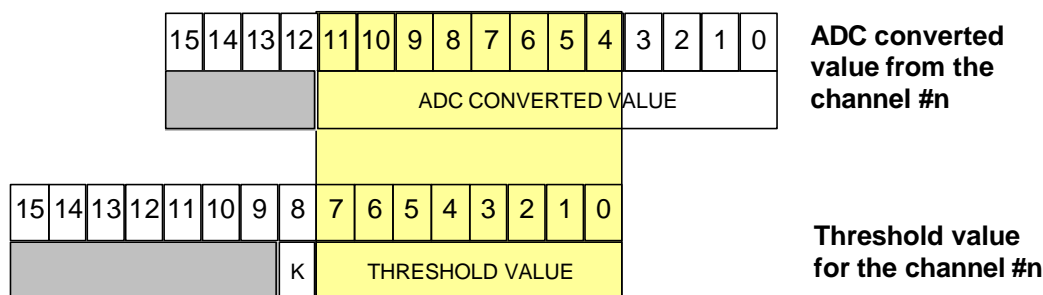 15 14 13 12 11 10 9 8 7 6 5 4 3 2 1 0
ADC CONVERTED VALUE
ADC converted
value from the
channel #n
15 14 13 12 11 10 9 8 7 6 5 4 3 2 1 0
K THRESHOLD VALUE
Threshold value
for the channel #n